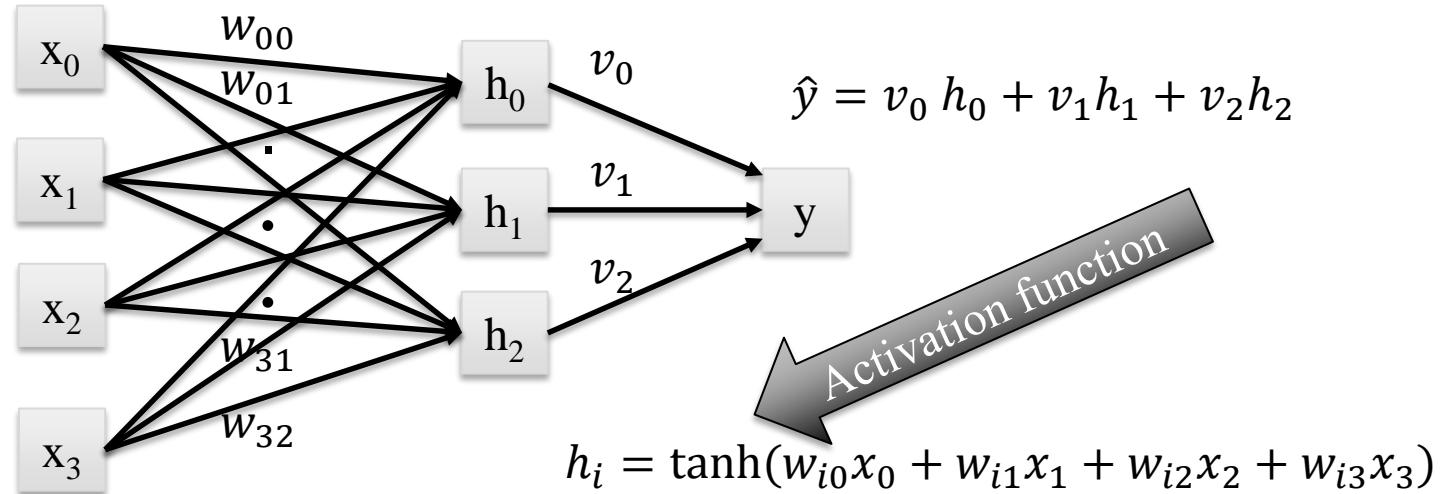 x₀
w₀₀
w₀₁
h₀
v₀
ŷ = v₀ h₀ + v₁h₁ + v₂h₂
x₁
h₁
v₁
y
x₂
h₂
v₂
w₃₁
w₃₂
x₃
Activation function
hᵢ = tanh(wᵢ₀x₀ + wᵢ₁x₁ + wᵢ₂x₂ + wᵢ₃x₃)